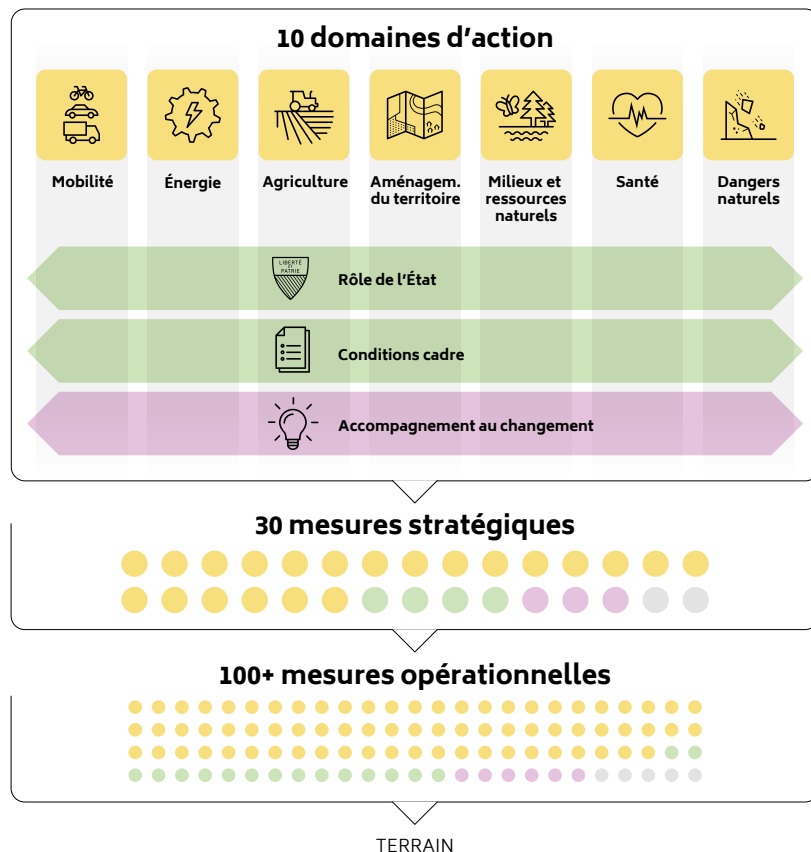 10 domaines d’action
Mobilité
Énergie
Agriculture
Aménagem.
du territoire
Milieux et
ressources
naturels
Santé
Dangers
naturels
LIBERTÉ
ET
PATRIE
Rôle de l’État
Conditions cadre
Accompagnement au changement
30 mesures stratégiques
100+ mesures opérationnelles
TERRAIN